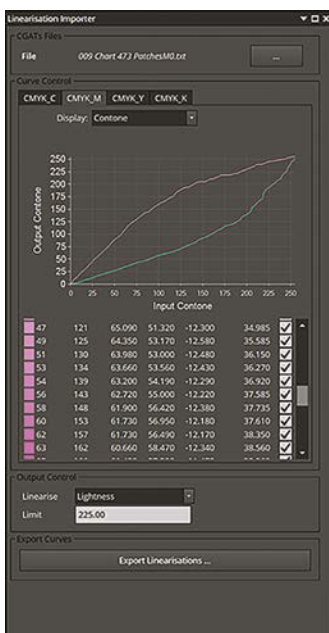 Linearisation Importer
CGATs Files
File 009 Chart 473 PatchesM0.txt ...
Curve Control
CMYK_C CMYK_M CMYK_Y CMYK_K
Display: Contone
Output Contone
250
225
200
175
150
125
100
75
50
25
0
0 25 50 75 100 125 150 175 200 225 250
Input Contone
47 121 65.090 51.320 -12.300 34.985
49 125 64.350 53.170 -12.580 35.585
51 130 63.980 53.000 -12.480 36.150
53 134 63.660 53.560 -12.430 36.270
54 139 63.200 54.190 -12.290 36.920
56 143 62.720 55.000 -12.220 37.585
58 148 61.900 56.420 -12.380 37.735
60 153 61.730 56.950 -12.180 37.610
62 157 61.730 56.490 -12.170 38.350
63 162 60.660 58.470 -12.340 38.560
Output Control
Linearise Lightness
Limit 225.00
Export Curves
Export Linearisations ...